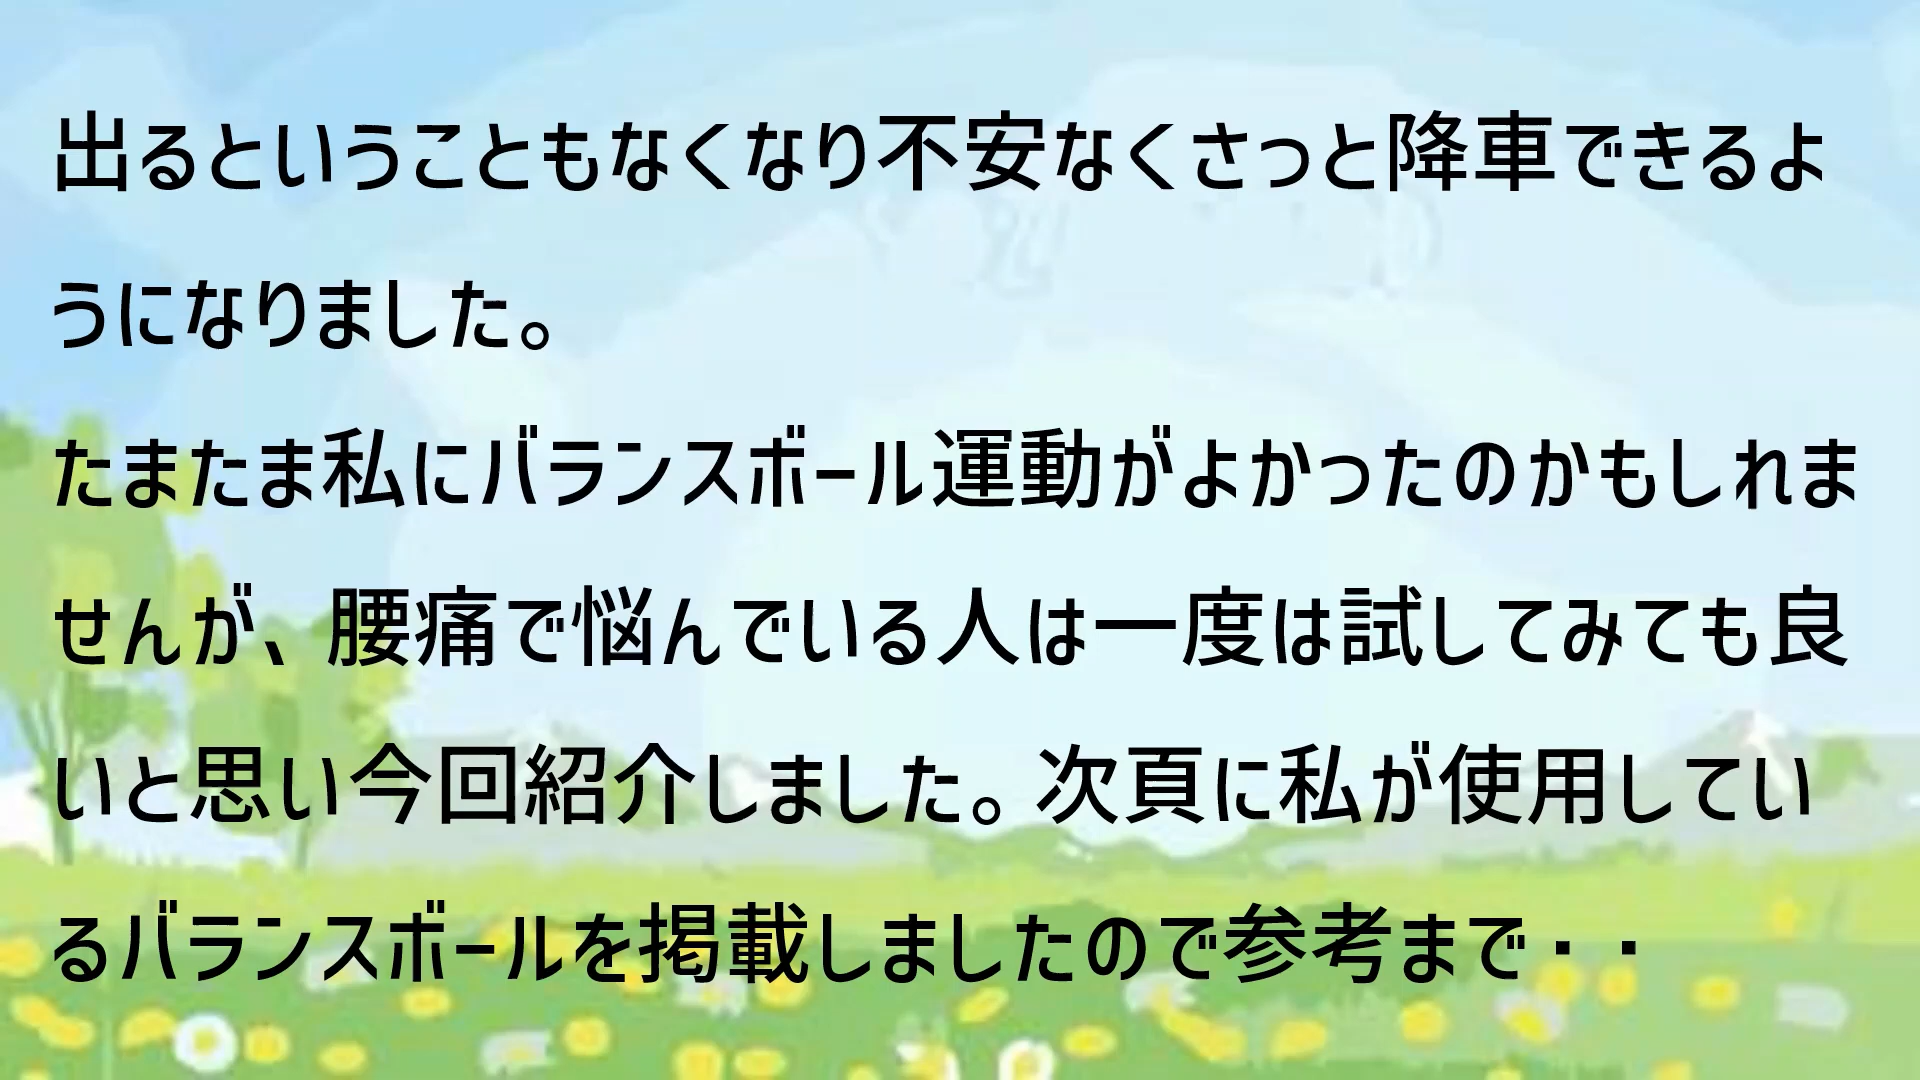 出るということもなくなり不安なくさっと降車できるよ
うになりました。
たまたま私にバランスボール運動がよかったのかもしれま
せんが、腰痛で悩んでいる人は一度は試してみても良
いと思い今回紹介しました。次頁に私が使用してい
るバランスボールを掲載しましたので参考まで・・